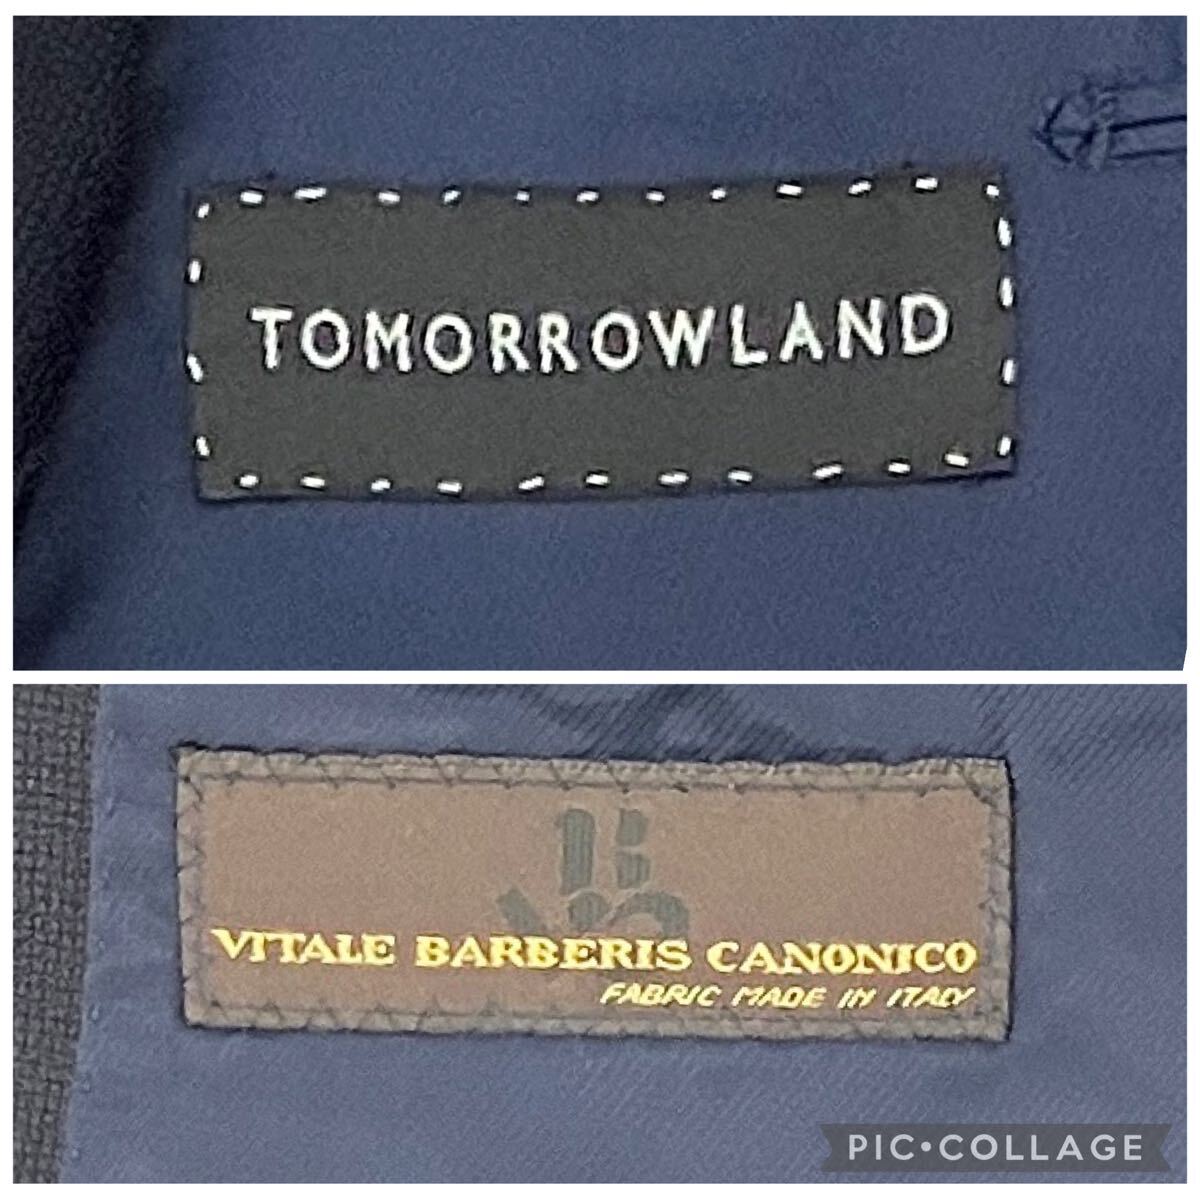 TOMORROWLAND
VITALE BARBERIS CANONICO
FABRIC MADE IN ITALY
PIC•COLLAGE